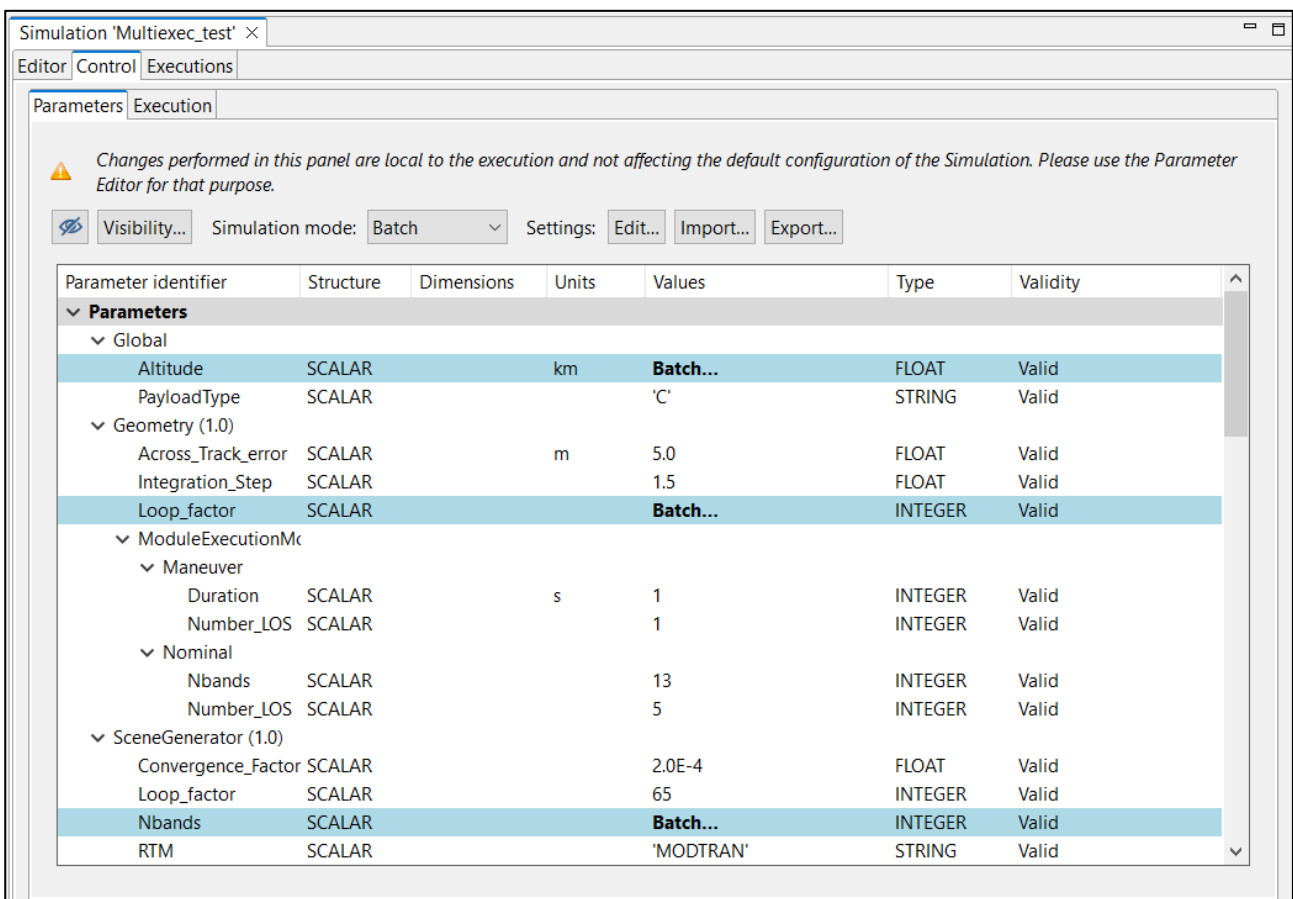 Simulation 'Multiexec_test'
Editor Control Executions
Parameters Execution
Changes performed in this panel are local to the execution and not affecting the default configuration of the Simulation. Please use the Parameter
Editor for that purpose.
Visibility... Simulation mode: Batch Settings: Edit... Import... Export...
Parameter identifier Structure Dimensions Units Values Type Validity
Parameters
Global
Altitude SCALAR km Batch... FLOAT Valid
PayloadType SCALAR 'C' STRING Valid
Geometry (1.0)
Across_Track_error SCALAR m 5.0 FLOAT Valid
Integration_Step SCALAR 1.5 FLOAT Valid
Loop_factor SCALAR Batch... INTEGER Valid
ModuleExecutionMo
Maneuver
Duration SCALAR s 1 INTEGER Valid
Number_LOS SCALAR 1 INTEGER Valid
Nominal
Nbands SCALAR 13 INTEGER Valid
Number_LOS SCALAR 5 INTEGER Valid
SceneGenerator (1.0)
Convergence_Factor SCALAR 2.0E-4 FLOAT Valid
Loop_factor SCALAR 65 INTEGER Valid
Nbands SCALAR Batch... INTEGER Valid
RTM SCALAR 'MODTRAN' STRING Valid